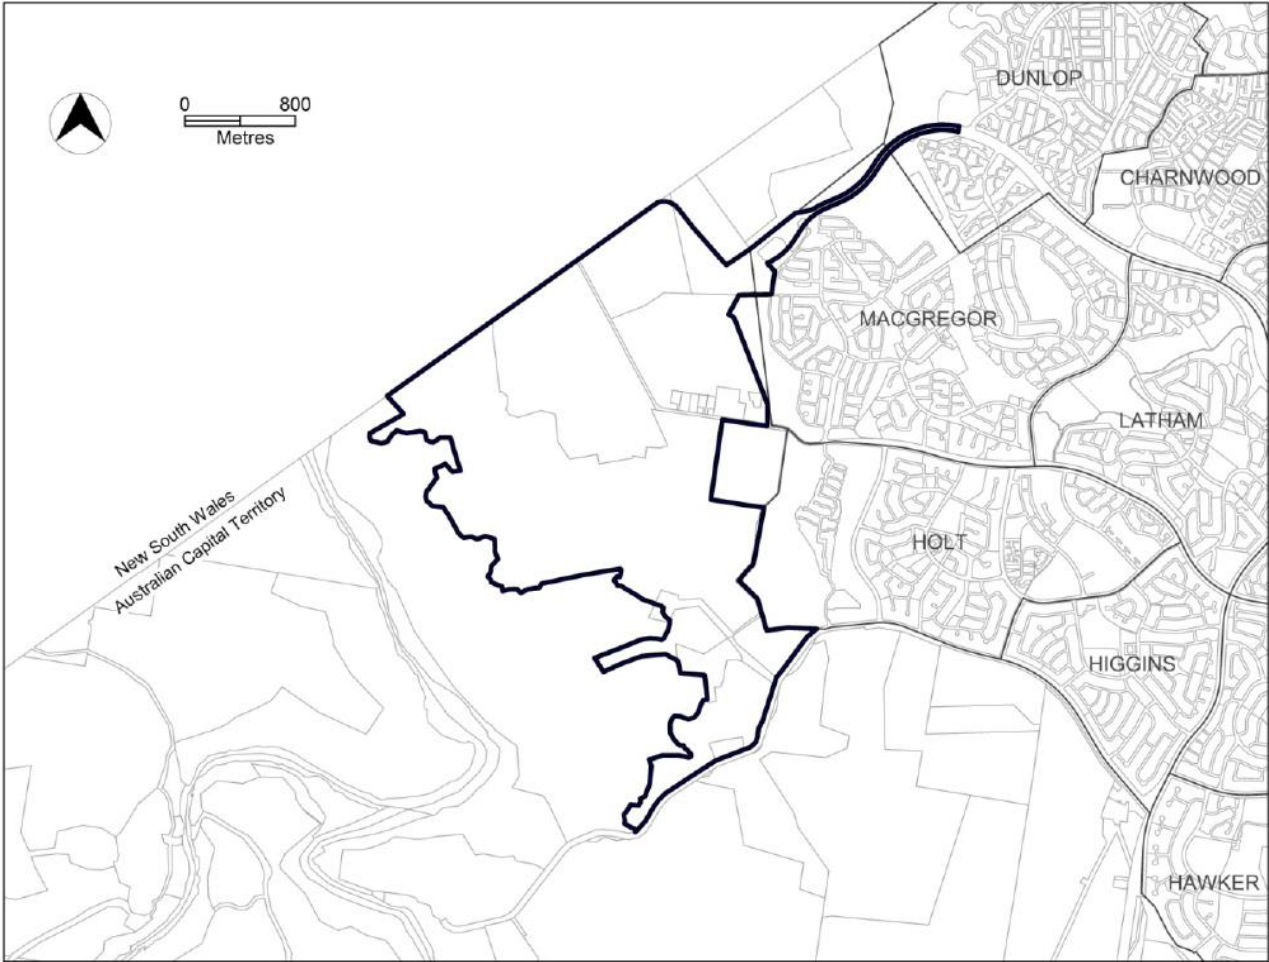 DUNLOP
0 800
Metres
CHARNWOOD
MACGREGOR
LATHAM
New South Wales
Australian Capital Territory
HOLT
HIGGINS
HAWKER